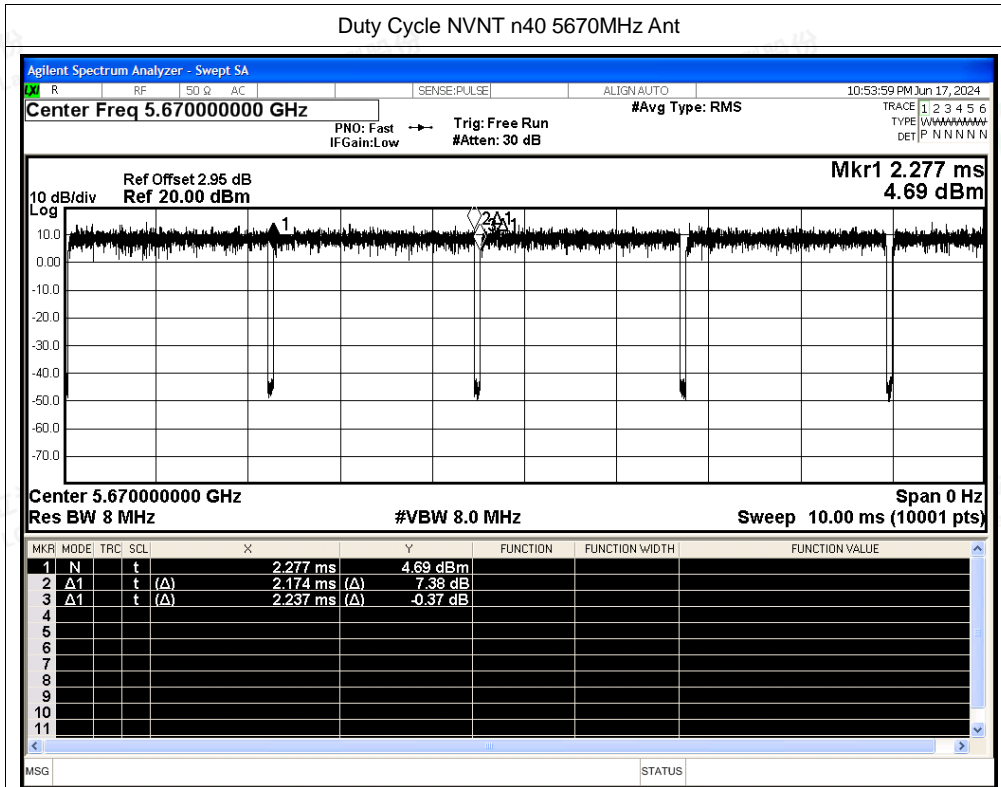 Duty Cycle NVNT n40 5670MHz Ant
Agilent Spectrum Analyzer - Swept SA
LXI R RF 50 Ω AC SENSE:PULSE ALIGN AUTO 10:53:59 PM Jun 17, 2024
Center Freq 5.670000000 GHz #Avg Type: RMS TRACE 1 2 3 4 5 6
PNO: Fast Trig: Free Run TYPE WWWWWW
IFGain:Low #Atten: 30 dB DET P N N N N N
Mkr1 2.277 ms
4.69 dBm
Ref Offset 2.95 dB
10 dB/div Ref 20.00 dBm
Log
1
2Δ1
3Δ1
10.0
0.00
-10.0
-20.0
-30.0
-40.0
-50.0
-60.0
-70.0
Center 5.670000000 GHz Span 0 Hz
Res BW 8 MHz #VBW 8.0 MHz Sweep 10.00 ms (10001 pts)
MKR MODE TRC SCL X Y FUNCTION FUNCTION WIDTH FUNCTION VALUE
1 N t 2.277 ms 4.69 dBm
2 Δ1 t (Δ) 2.174 ms (Δ) 7.38 dB
3 Δ1 t (Δ) 2.237 ms (Δ) -0.37 dB
4
5
6
7
8
9
10
11
MSG STATUS